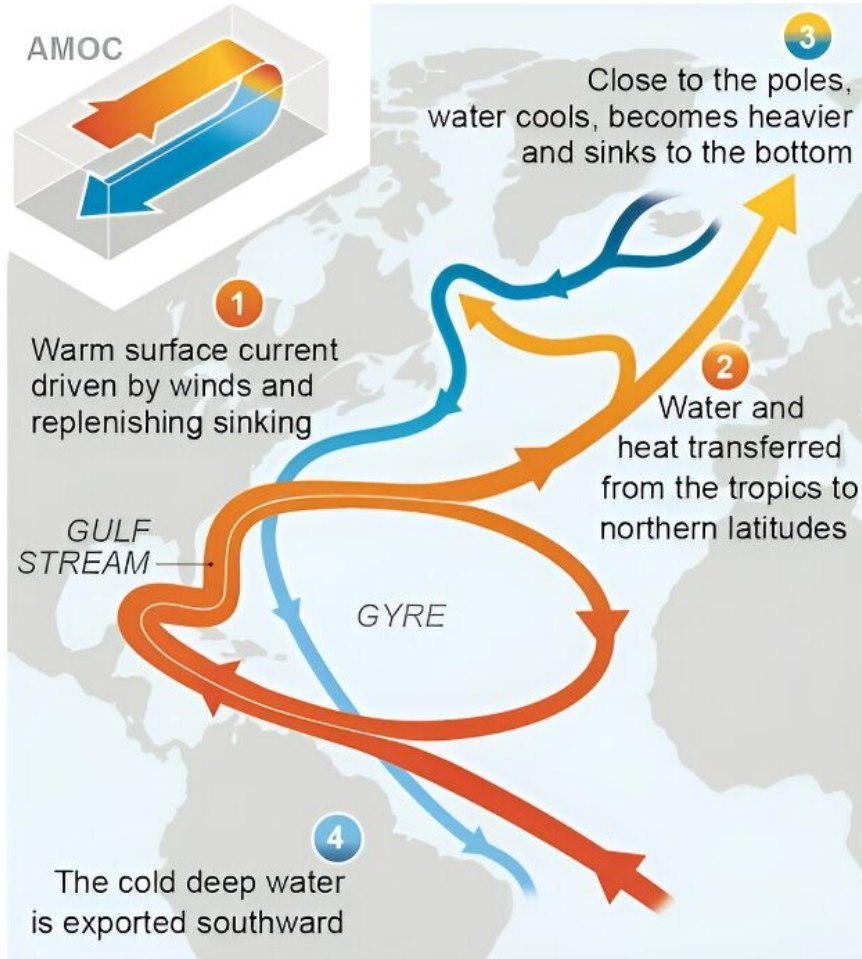 AMOC
3
Close to the poles,
water cools, becomes heavier
and sinks to the bottom
1
Warm surface current
driven by winds and
replenishing sinking
2
Water and
heat transferred
from the tropics to
northern latitudes
GULF
STREAM
GYRE
4
The cold deep water
is exported southward